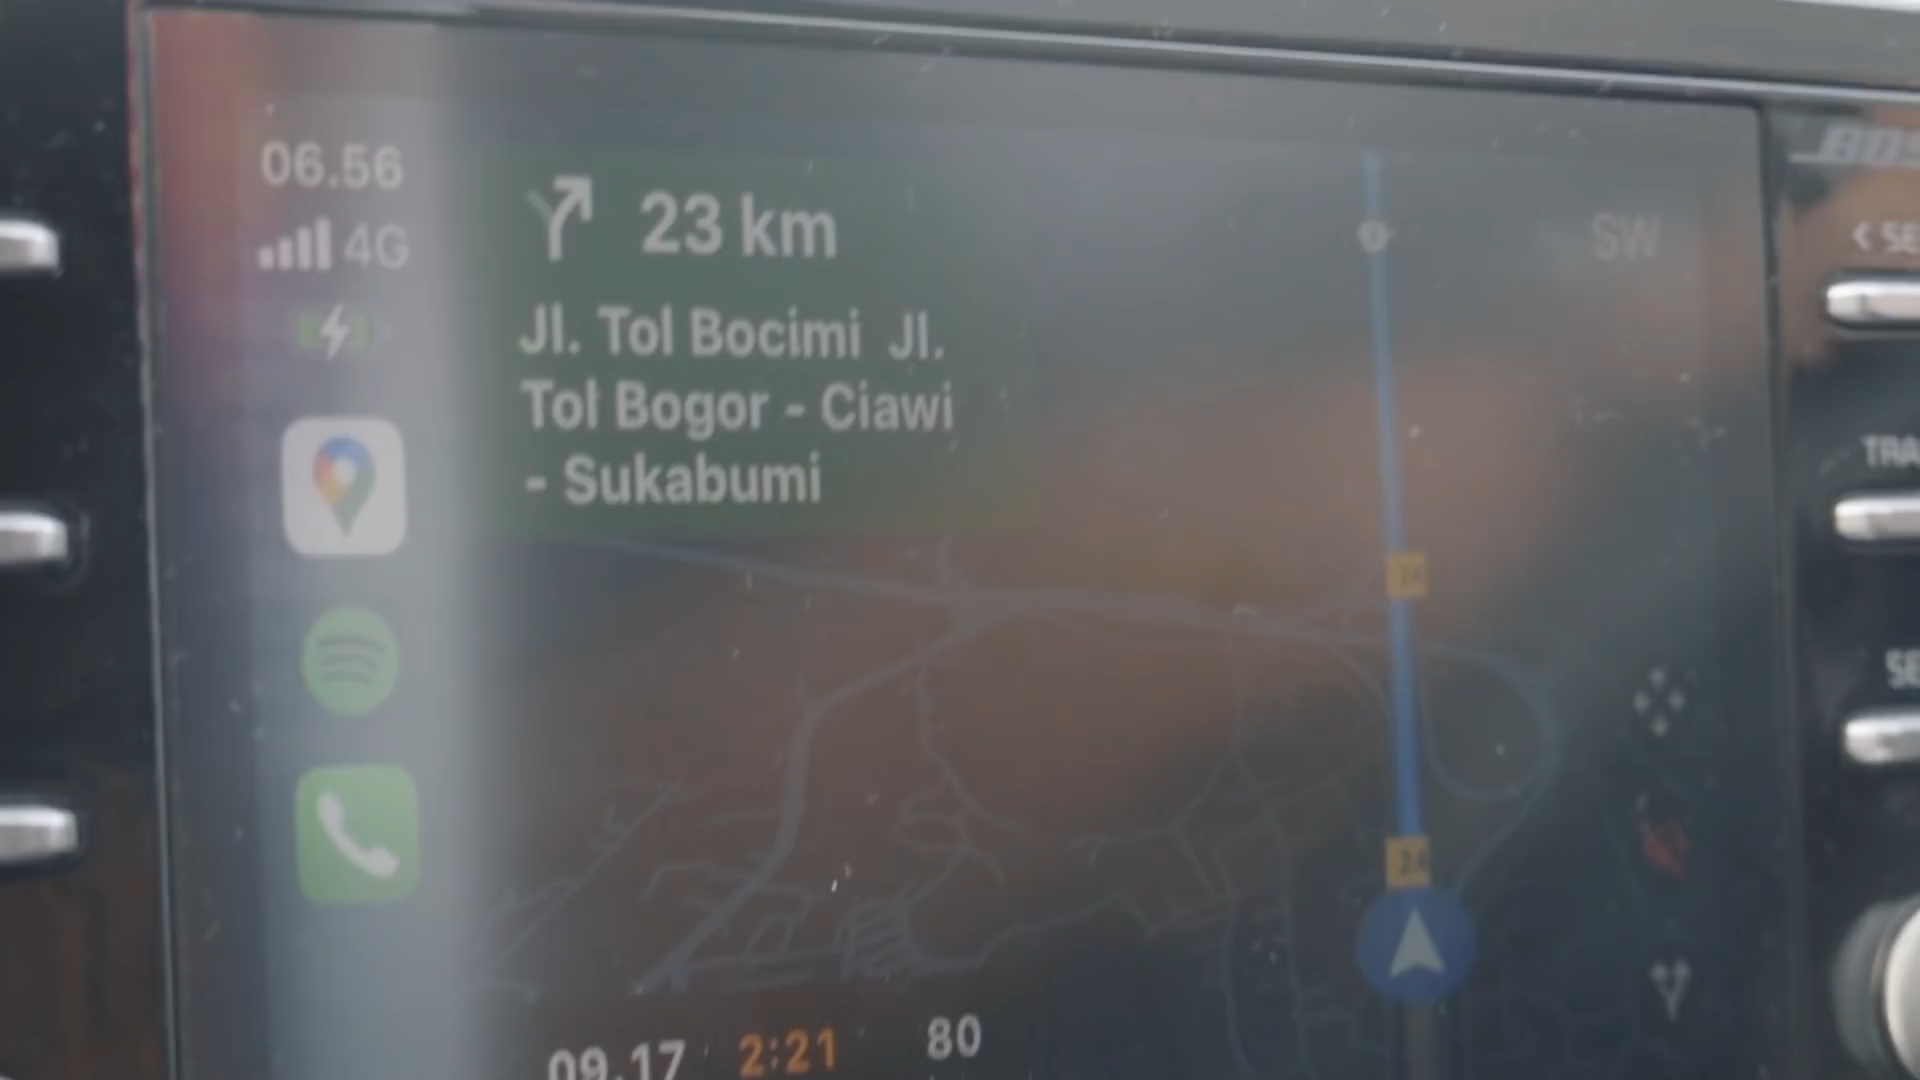 06.56
4G
23 km
Jl. Tol Bocimi Jl.
Tol Bogor - Ciawi
- Sukabumi
SW
09.17 2:21 80